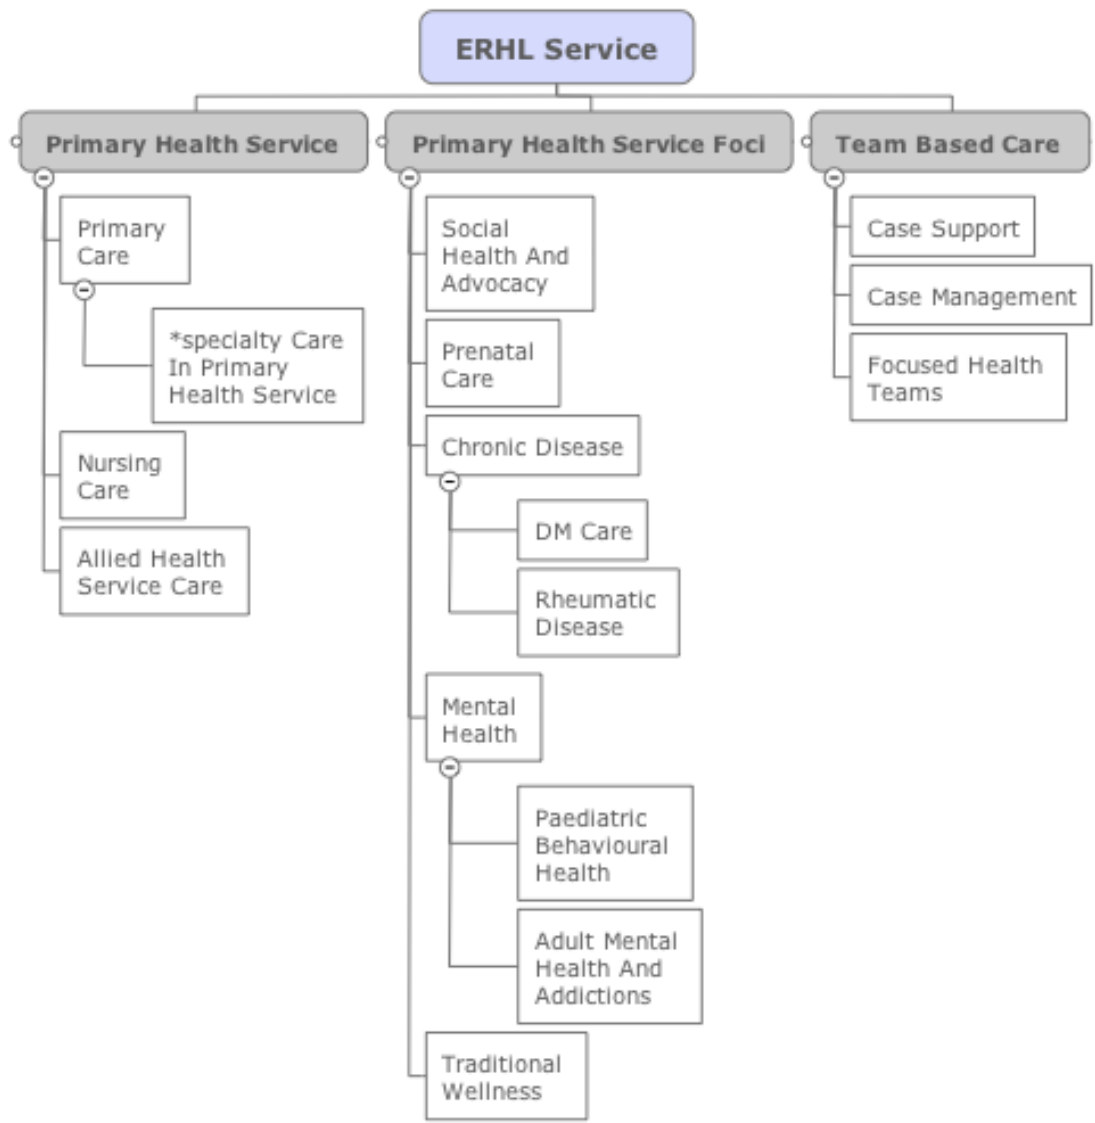 ERHL Service
Primary Health Service
Primary Care
*specialty Care
In Primary
Health Service
Nursing
Care
Allied Health
Service Care
Primary Health Service Foci
Social
Health And
Advocacy
Prenatal
Care
Chronic Disease
DM Care
Rheumatic
Disease
Mental
Health
Paediatric
Behavioural
Health
Adult Mental
Health And
Addictions
Traditional
Wellness
Team Based Care
Case Support
Case Management
Focused Health
Teams